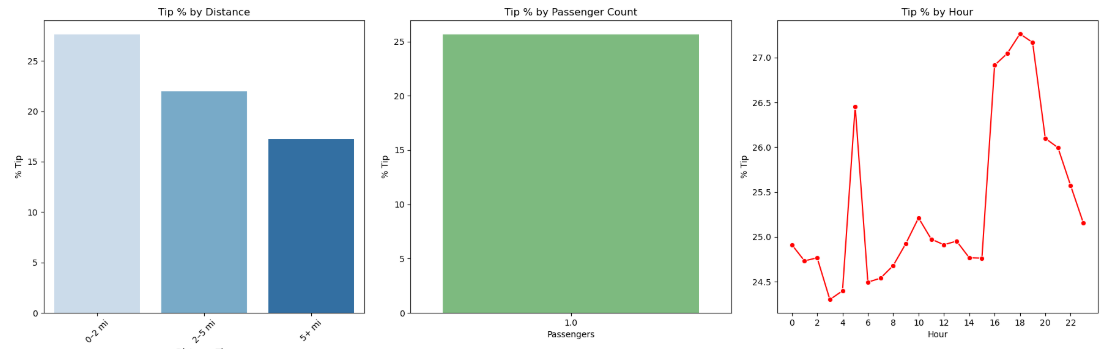 Tip % by Distance
% Tip
25
20
15
10
5
0
0–2 mi
2–5 mi
5+ mi
Tip % by Passenger Count
% Tip
25
20
15
10
5
0
1.0
Passengers
Tip % by Hour
% Tip
27.0
26.5
26.0
25.5
25.0
24.5
0 2 4 6 8 10 12 14 16 18 20 22
Hour